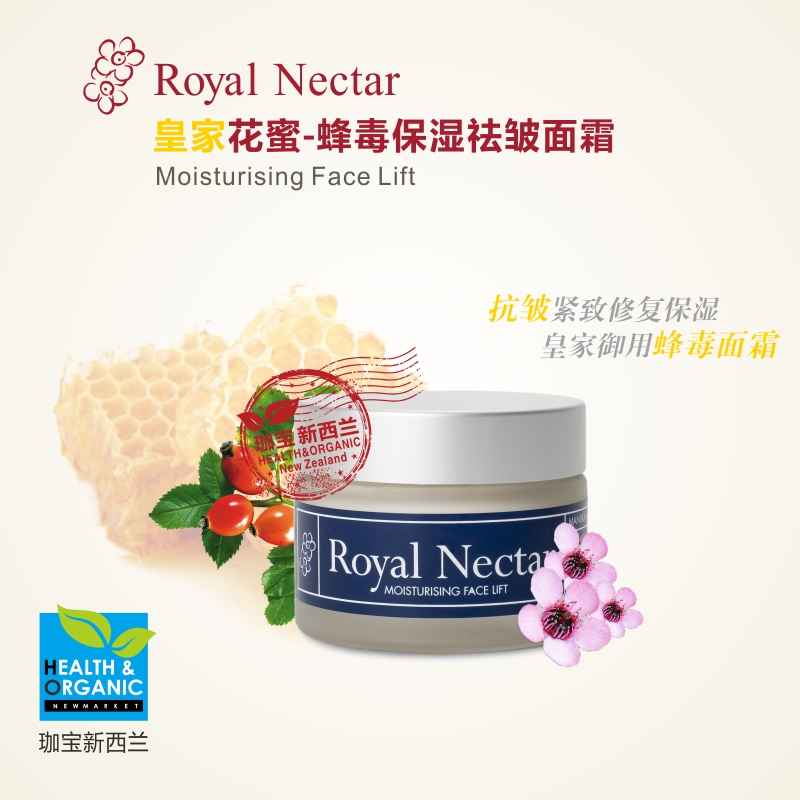 Royal Nectar
皇家花蜜-蜂毒保湿祛皱面霜
Moisturising Face Lift
抗皱紧致修复保湿
皇家御用蜂毒面霜
珈宝新西兰
HEALTH&ORGANIC
New Zealand
Royal Nectar
MOISTURISING FACE LIFT
HEALTH &
ORGANIC
NEWMARKET
珈宝新西兰